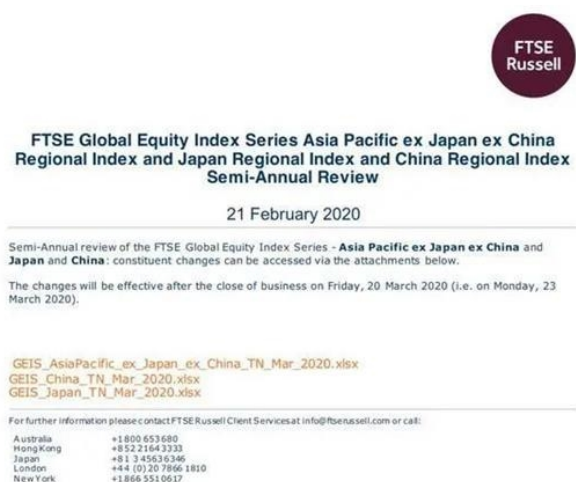 FTSE
Russell
FTSE Global Equity Index Series Asia Pacific ex Japan ex China
Regional Index and Japan Regional Index and China Regional Index
Semi-Annual Review
21 February 2020
Semi-Annual review of the FTSE Global Equity Index Series - Asia Pacific ex Japan ex China and
Japan and China: constituent changes can be accessed via the attachments below.
The changes will be effective after the close of business on Friday, 20 March 2020 (i.e. on Monday, 23
March 2020).
GEIS_AsiaPacific_ex_Japan_ex_China_TN_Mar_2020.xlsx
GEIS_China_TN_Mar_2020.xlsx
GEIS_Japan_TN_Mar_2020.xlsx
For further information please contact FTSE Russell Client Services at info@ftserussell.com or call:
Australia +1800 653 680
Hong Kong +852 2164 3333
Japan +81 3 4563 6346
London +44 (0) 20 7866 1810
New York +1 866 551 0617